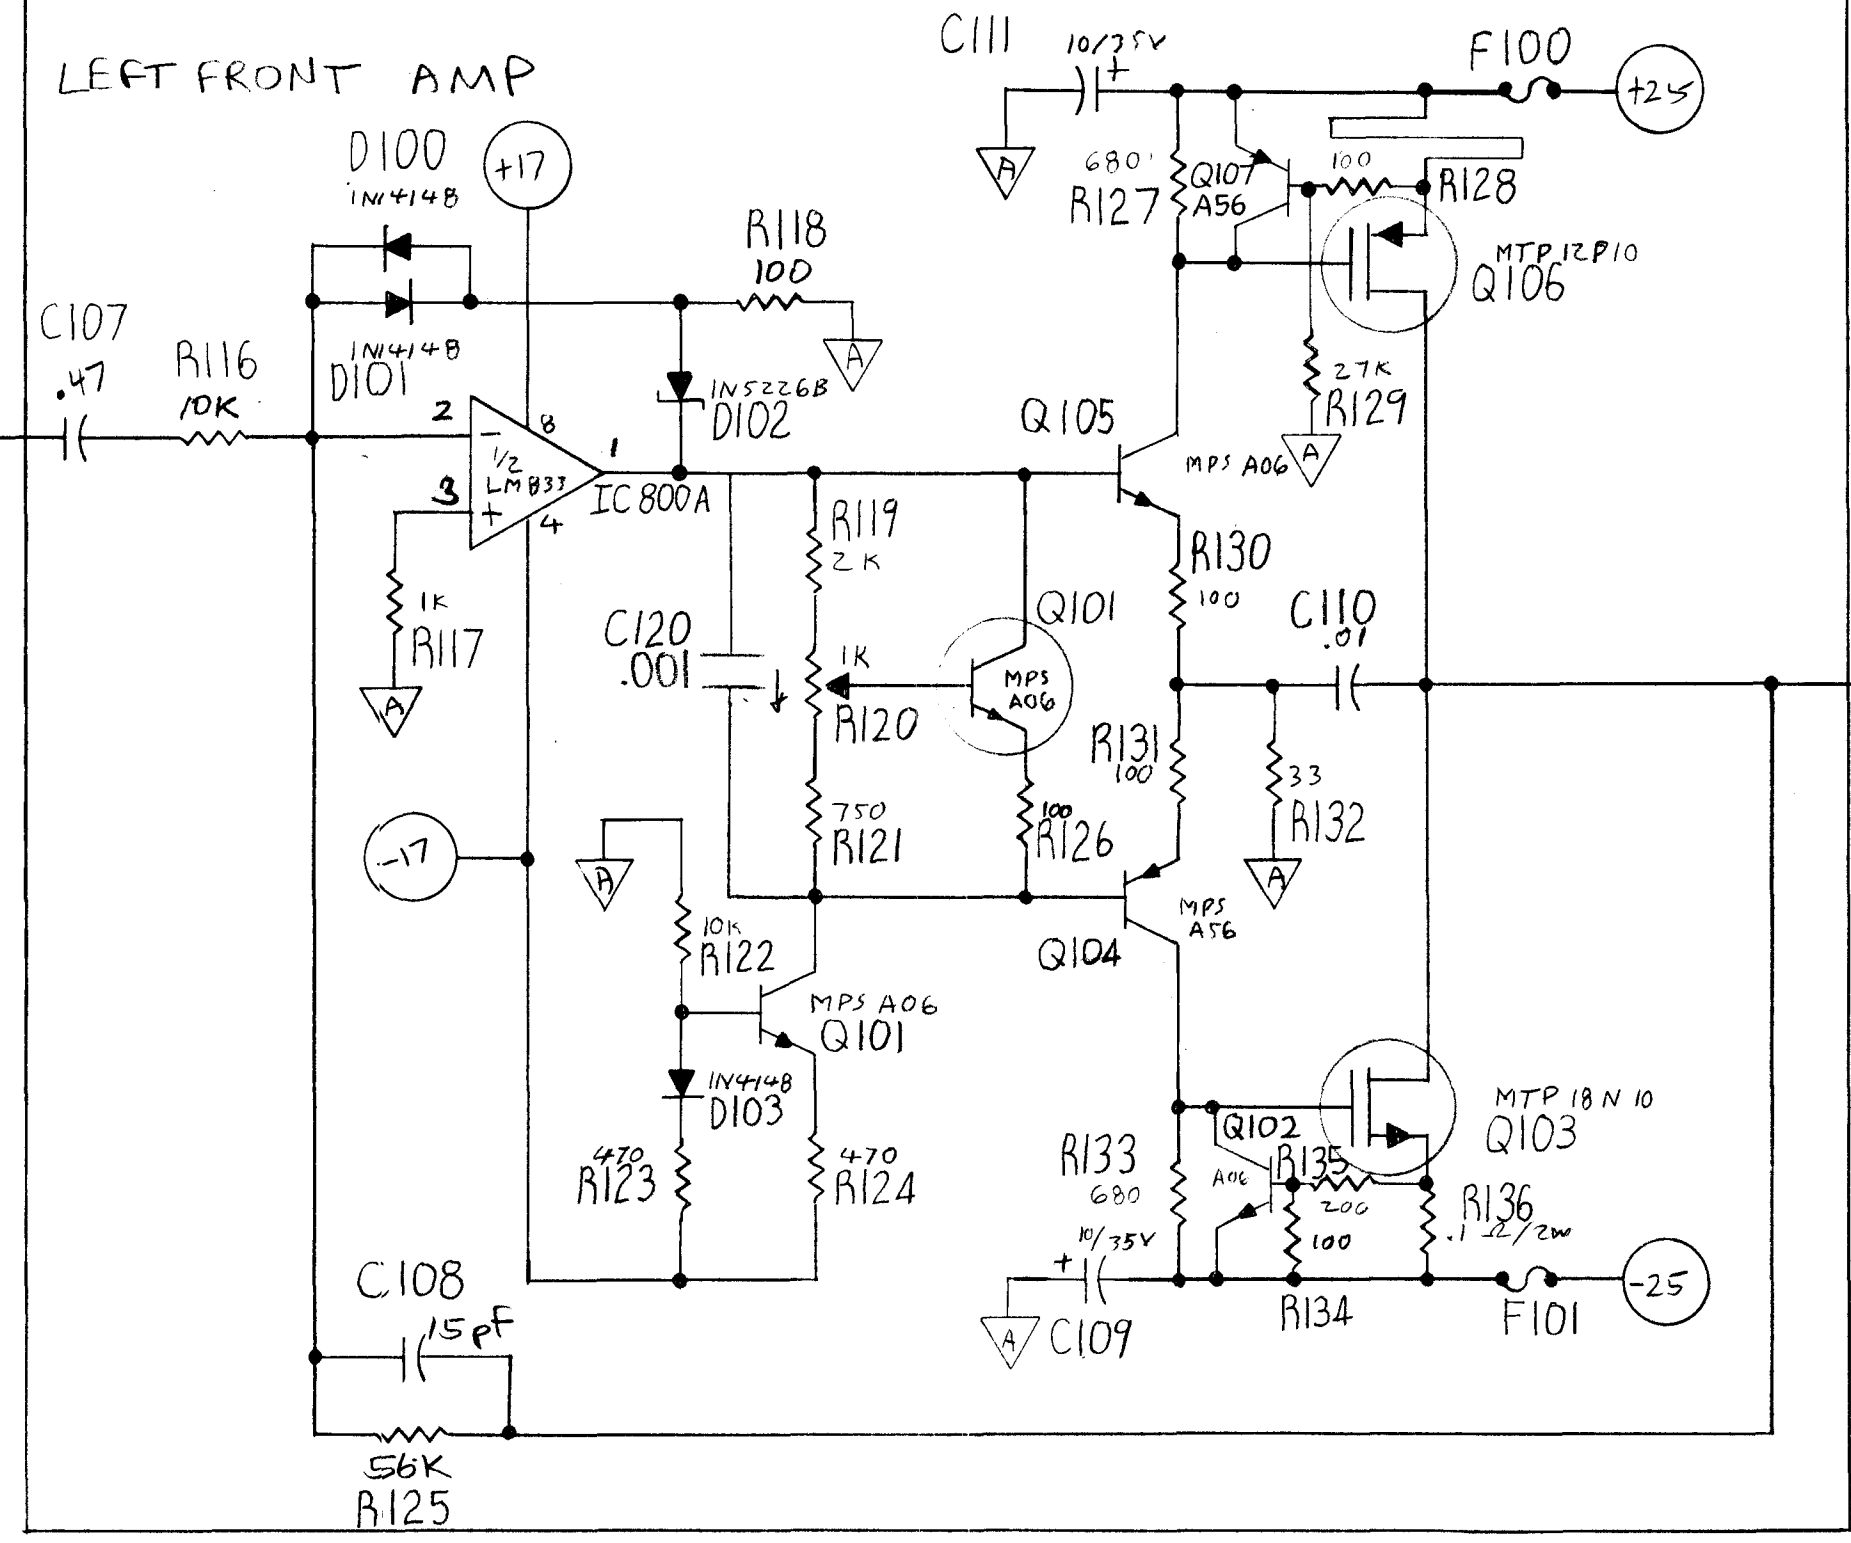 LEFT FRONT AMP
C111
10/35V
+
F100
+25
A
D100
1N4148
+17
680
R127
Q107
A56
100
R128
MTP12P10
Q106
R118
100
A
C107
.47
R116
10K
1N4148
D101
1N5226B
D102
27K
R129
A
2
8
−
1/2
LM833
1
3
+
4
IC800A
Q105
MPS A06
R119
2K
R130
100
1K
R117
A
C120
.001
1K
R120
Q101
MPS
A06
C110
.01
R131
100
33
R132
A
-17
A
750
R121
100
R126
10K
R122
MPS
A56
Q104
MPS A06
Q101
1N4148
D103
470
R123
470
R124
MTP 18N10
Q103
Q102
A06
R135
200
R133
680
100
R136
.1 Ω/2W
10/35V
+
A
C109
R134
F101
-25
C108
15pF
56K
R125